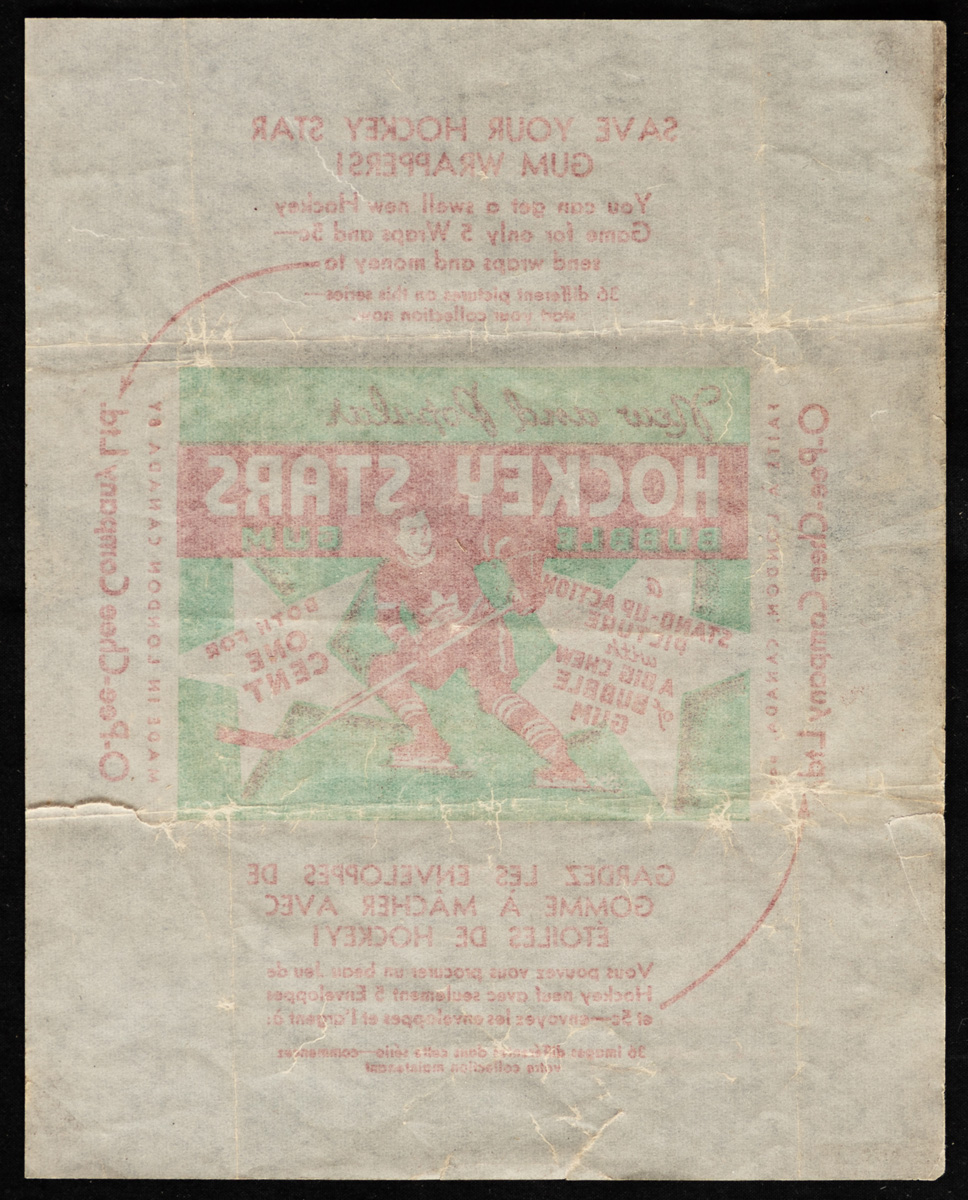 SAVE YOUR HOCKEY STAR
GUM WRAPPERS!
You can get a swell new Hockey
Game for only 5 Wraps and 5c—
send wraps and money to
36 different pictures on this series—
start your collection now.
O-Pee-Chee Company Ltd.
MADE IN LONDON CANADA BY
New and Popular
HOCKEY STARS
BUBBLE GUM
a
STAND-UP ACTION
PICTURE
with
A BIG CHEW
of BUBBLE
GUM
BOTH FOR
ONE
CENT
O-Pee-Chee Company Ltd.
LONDON, CANADA
GARDEZ LES ENVELOPPES DE
GOMME À MÂCHER AVEC
ÉTOILES DE HOCKEY!
Vous pouvez vous procurer un beau Jeu de
Hockey neuf avec seulement 5 Enveloppes
et 5c—envoyez les enveloppes et l'argent à:
36 images différentes dans cette série—commencez
votre collection maintenant